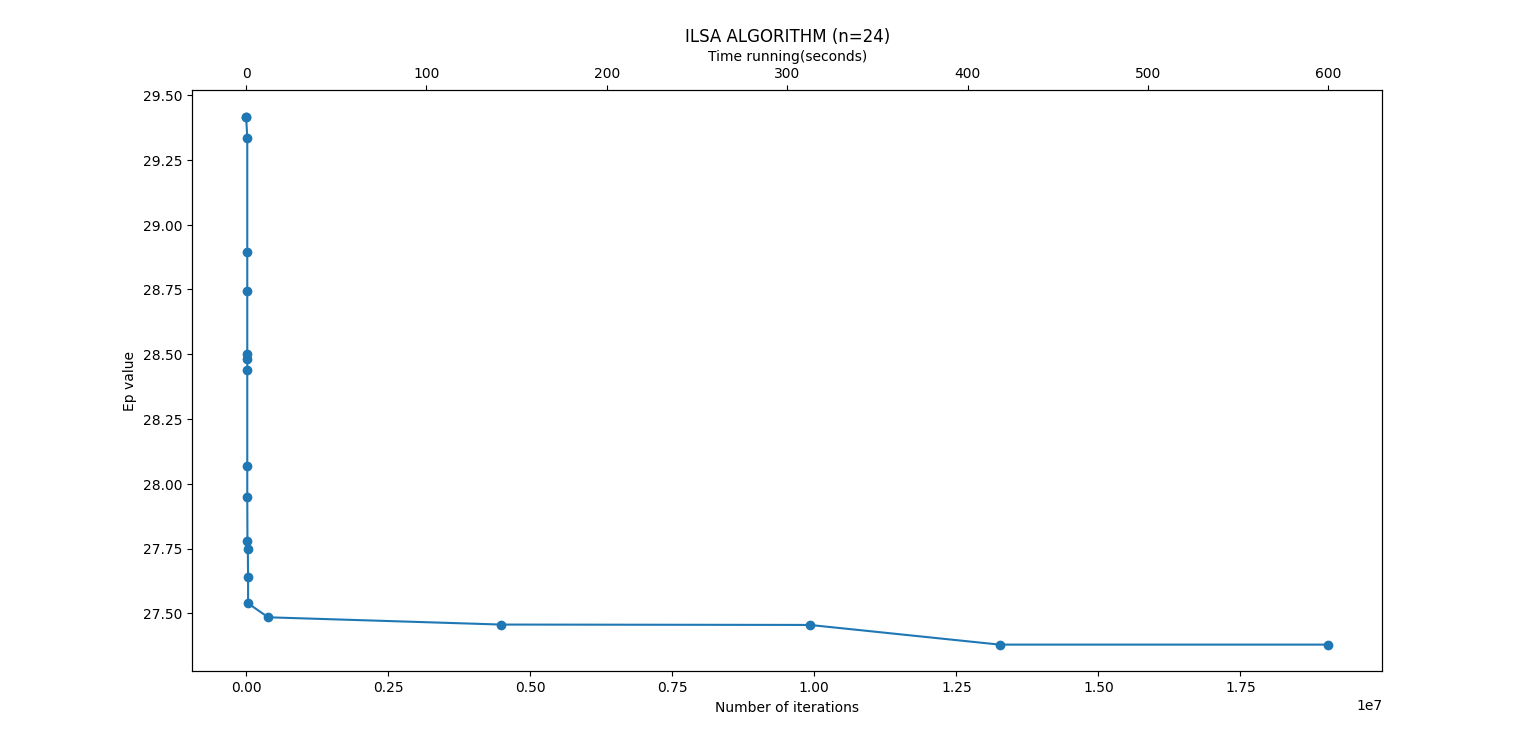 ILSA ALGORITHM (n=24)
Time running(seconds)
0 100 200 300 400 500 600
29.50
29.25
29.00
28.75
28.50
28.25
28.00
27.75
27.50
Ep value
0.00 0.25 0.50 0.75 1.00 1.25 1.50 1.75
1e7
Number of iterations